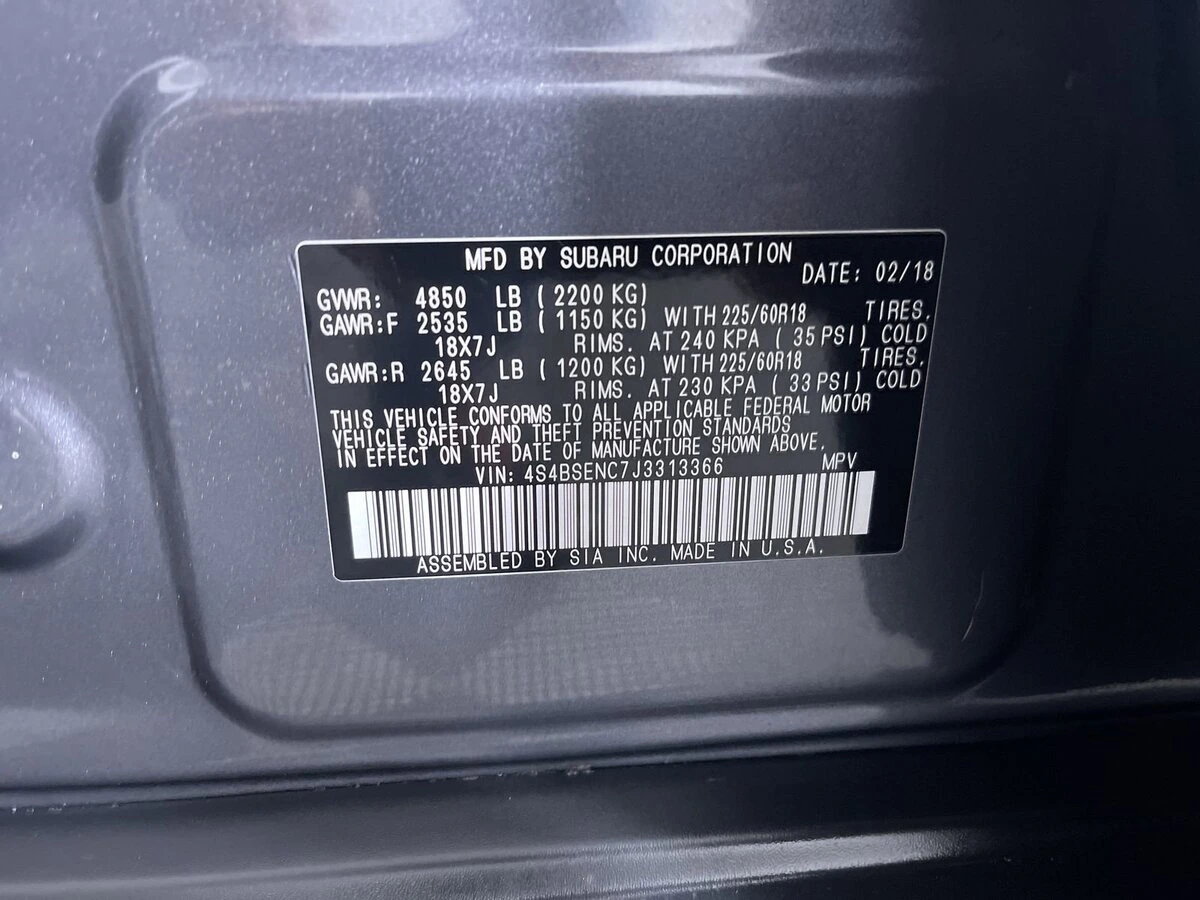 MFD BY SUBARU CORPORATION
DATE: 02/18
GVWR: 4850 LB ( 2200 KG)
GAWR:F 2535 LB ( 1150 KG) WITH 225/60R18 TIRES.
18X7J RIMS. AT 240 KPA ( 35 PSI) COLD
GAWR:R 2645 LB ( 1200 KG) WITH 225/60R18 TIRES.
18X7J RIMS. AT 230 KPA ( 33 PSI) COLD
THIS VEHICLE CONFORMS TO ALL APPLICABLE FEDERAL MOTOR
VEHICLE SAFETY AND THEFT PREVENTION STANDARDS
IN EFFECT ON THE DATE OF MANUFACTURE SHOWN ABOVE.
VIN: 4S4BSENC7J3313366 MPV
ASSEMBLED BY SIA INC. MADE IN U.S.A.